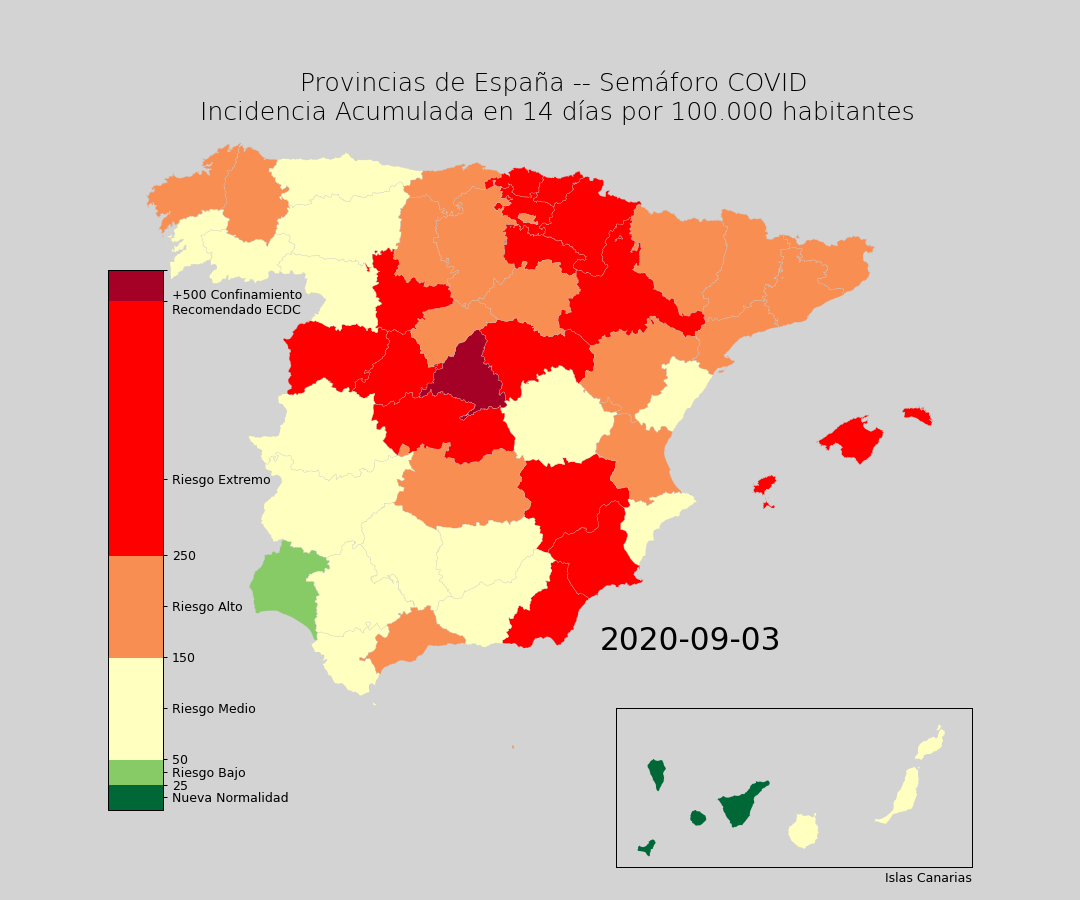 Provincias de España -- Semáforo COVID
Incidencia Acumulada en 14 días por 100.000 habitantes
+500 Confinamiento
Recomendado ECDC
Riesgo Extremo
250
Riesgo Alto
150
Riesgo Medio
50
Riesgo Bajo
25
Nueva Normalidad
2020-09-03
Islas Canarias